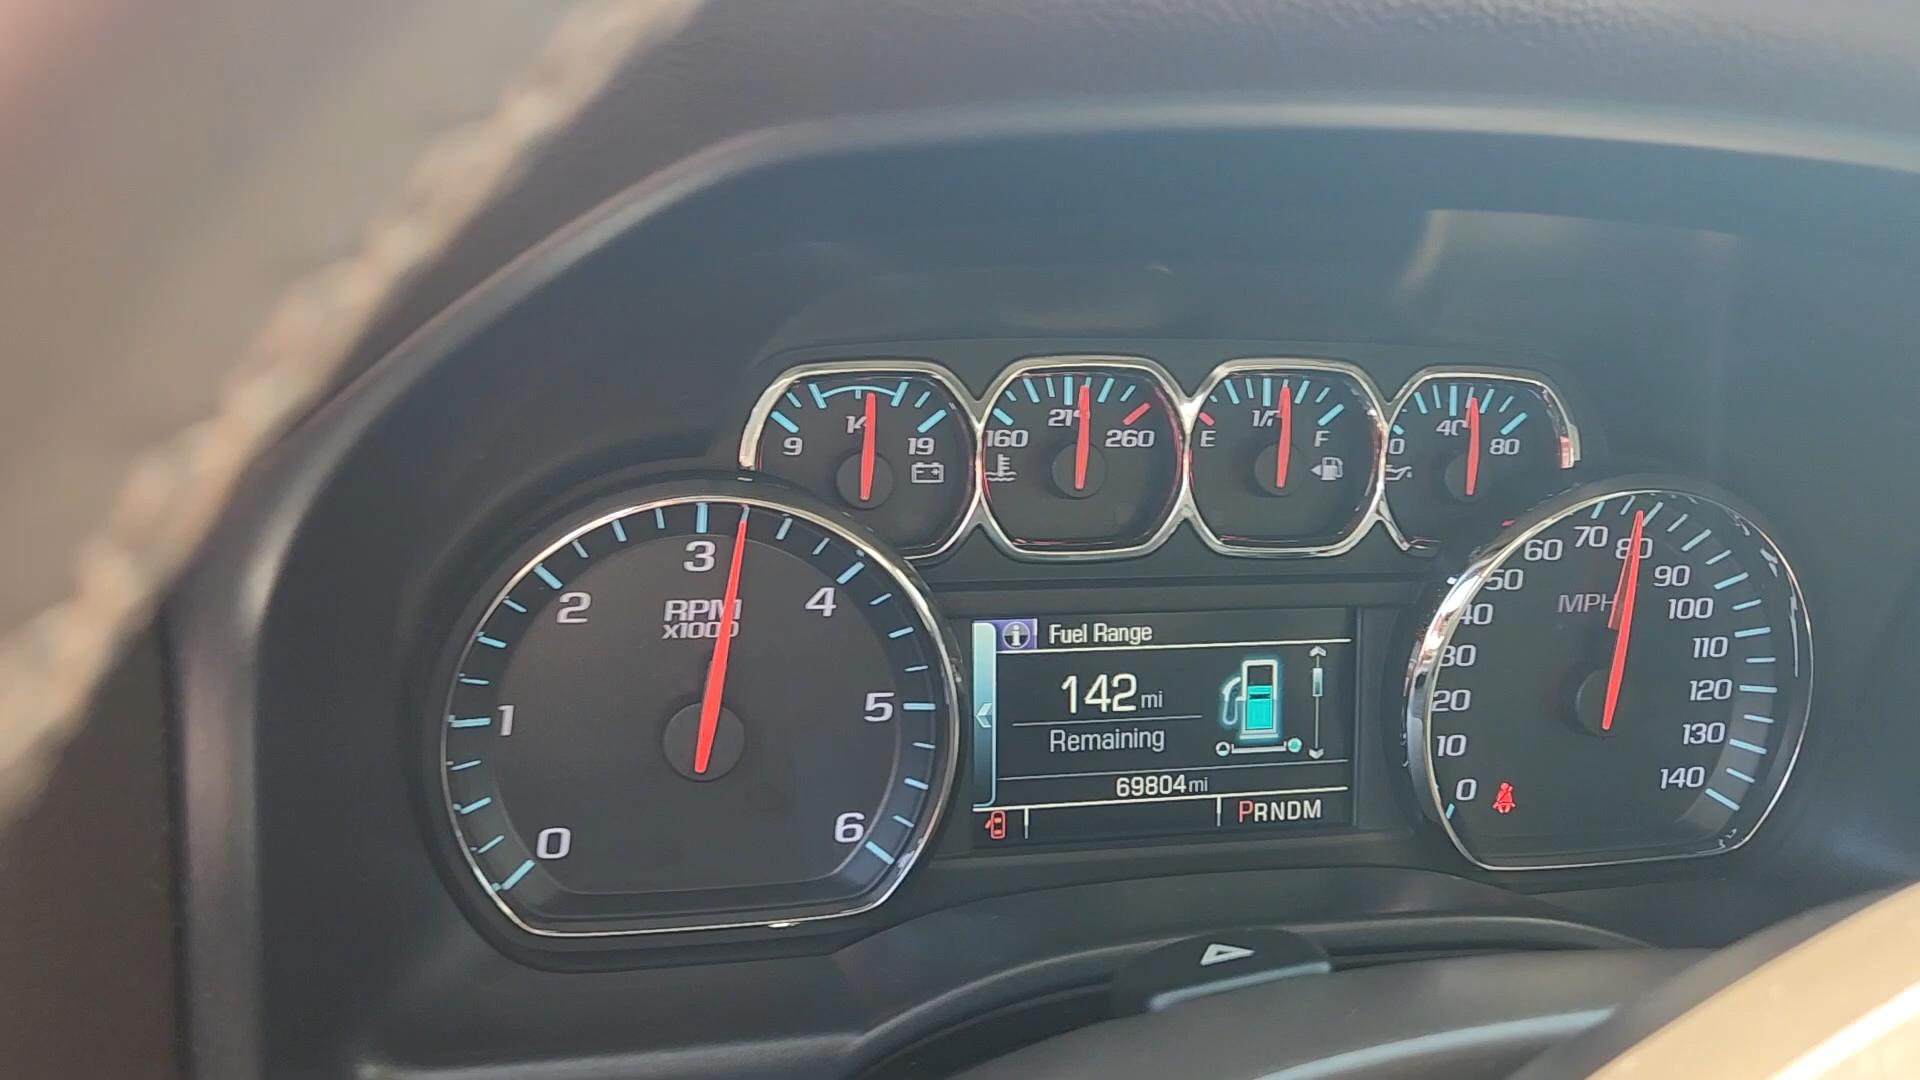 9 14 19
160 210 260
E 1/2 F
0 40 80
0 1 2 3 4 5 6
RPM
x1000
Fuel Range
142 mi
Remaining
69804 mi
PRNDM
0 10 20 30 40 50 60 70 80 90 100 110 120 130 140
MPH